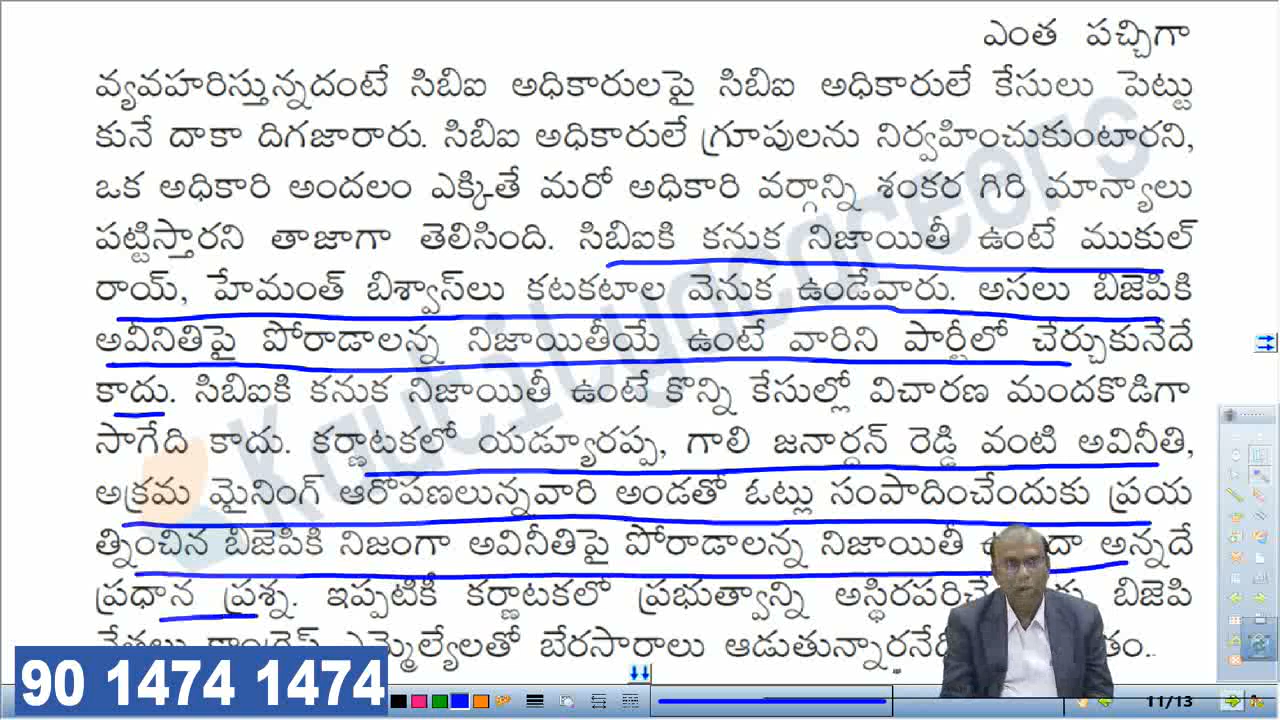 ఎంత పచ్చిగా
వ్యవహరిస్తున్నదంటే సిబిఐ అధికారులపై సిబిఐ అధికారులే కేసులు పెట్టు
కునే దాకా దిగజారారు. సిబిఐ అధికారులే గ్రూపులను నిర్వహించుకుంటారని,
ఒక అధికారి అందలం ఎక్కితే మరో అధికారి వర్గాన్ని శంకర గిరి మాన్యాలు
పట్టిస్తారని తాజాగా తెలిసింది. సిబిఐకి కనుక నిజాయితీ ఉంటే ముకుల్
రాయ్, హేమంత్ బిశ్వాస్‌లు కటకటాల వెనుక ఉండేవారు. అసలు బిజెపికి
అవినితిపై పోరాడాలన్న నిజాయితీయే ఉంటే వారిని పార్టీలో చేర్చుకునేదే
కాదు. సిబిఐకి కనుక నిజాయితీ ఉంటే కొన్ని కేసుల్లో విచారణ మందకొడిగా
సాగేది కాదు. కర్ణాటకలో యడ్యూరప్ప, గాలి జనార్దన్ రెడ్డి వంటి అవినీతి,
అక్రమ మైనింగ్ ఆరోపణలున్నవారి అండతో ఓట్లు సంపాదించేందుకు ప్రయ
త్నించిన బిజెపికి నిజంగా అవినీతిపై పోరాడాలన్న నిజాయితీ అన్నదే
ప్రధాన ప్రశ్న. ఇప్పటికీ కర్ణాటకలో ప్రభుత్వాన్ని బిజెపి
నేతలు కాంగ్రెస్ ఎమ్మెల్యేలతో బేరసారాలు ఆడుతున్నారనేది
Kautilyacareers
90 1474 1474
11/13